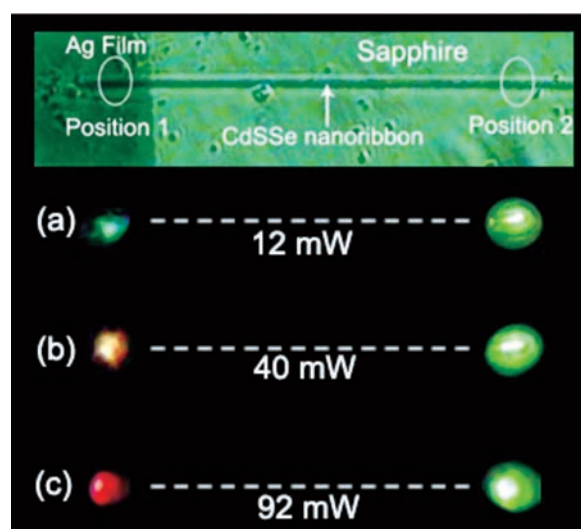 Ag Film
Sapphire
Position 1
CdSSe nanoribbon
Position 2
(a)
12 mW
(b)
40 mW
(c)
92 mW